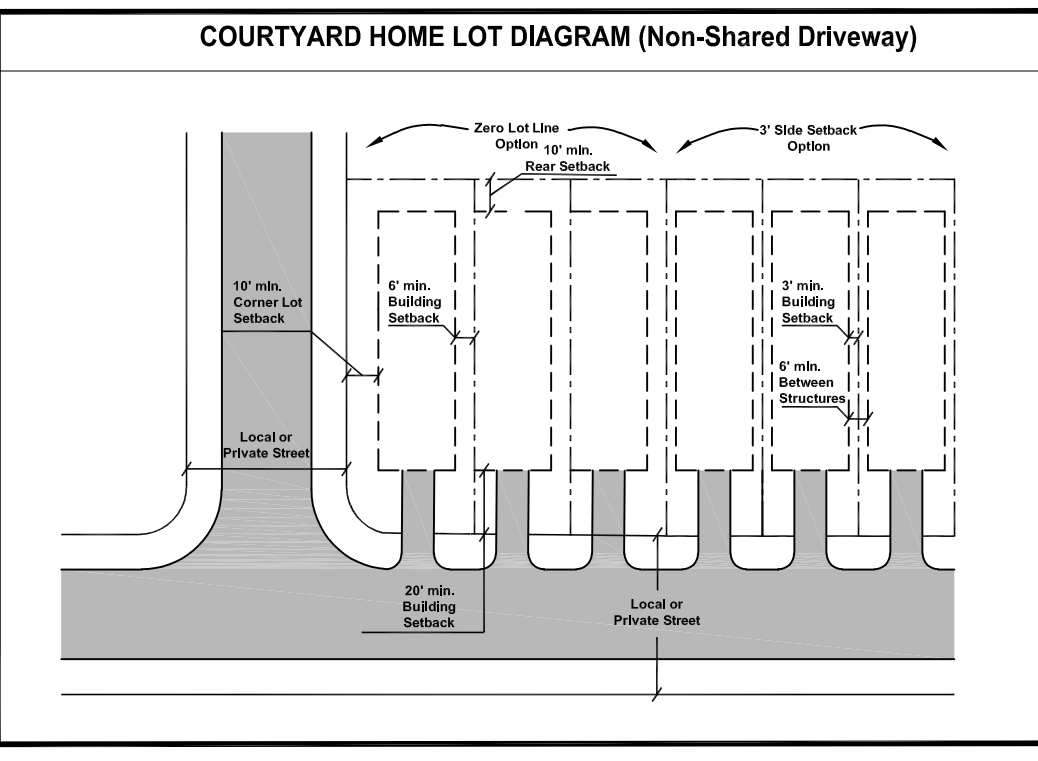 COURTYARD HOME LOT DIAGRAM (Non-Shared Driveway)
Zero Lot Line
Option
10' min.
Rear Setback
3' Side Setback
Option
10' min.
Corner Lot
Setback
6' min.
Building
Setback
3' min.
Building
Setback
6' min.
Between
Structures
Local or
Private Street
20' min.
Building
Setback
Local or
Private Street